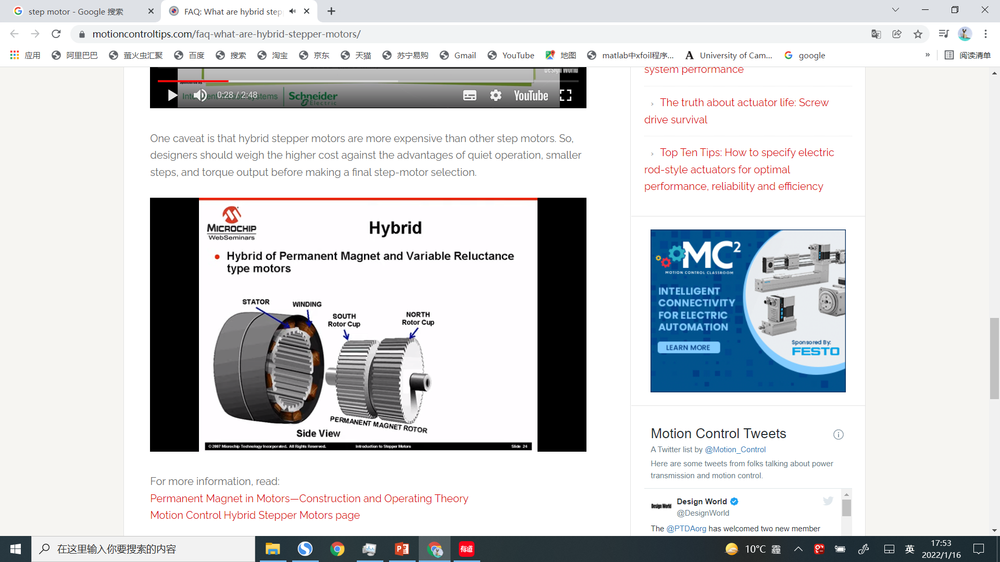 step motor - Google 搜索
FAQ: What are hybrid step
motioncontroltips.com/faq-what-are-hybrid-stepper-motors/
应用
阿里巴巴
萤火虫汇聚
百度
搜索
淘宝
京东
天猫
苏宁易购
Gmail
YouTube
地图
matlab中xfoil程序...
University of Cam...
google
»
阅读清单
Design World
Sponsored By:
0:28 / 2:48
Intelligent Motion Systems
Schneider
Electric
YouTube
One caveat is that hybrid stepper motors are more expensive than other step motors. So,
designers should weigh the higher cost against the advantages of quiet operation, smaller
steps, and torque output before making a final step-motor selection.
MICROCHIP
WebSeminars
Hybrid
• Hybrid of Permanent Magnet and Variable Reluctance
type motors
STATOR
WINDING
SOUTH
Rotor Cup
NORTH
Rotor Cup
PERMANENT MAGNET ROTOR
Side View
© 2007 Microchip Technology Incorporated. All Rights Reserved.
Introduction to Stepper Motors
Slide 24
For more information, read:
Permanent Magnet in Motors—Construction and Operating Theory
Motion Control Hybrid Stepper Motors page
system performance
› The truth about actuator life: Screw
drive survival
› Top Ten Tips: How to specify electric
rod-style actuators for optimal
performance, reliability and efficiency
MC²
MOTION CONTROL CLASSROOM
INTELLIGENT
CONNECTIVITY
FOR ELECTRIC
AUTOMATION
LEARN MORE
Sponsored By:
FESTO
Motion Control Tweets
A Twitter list by @Motion_Control
Here are some tweets from folks talking about power
transmission and motion control.
Design World
Design World
@DesignWorld
The @PTDAorg has welcomed two new member
在这里输入你要搜索的内容
有道
10°C 霾
英
17:53
2022/1/16